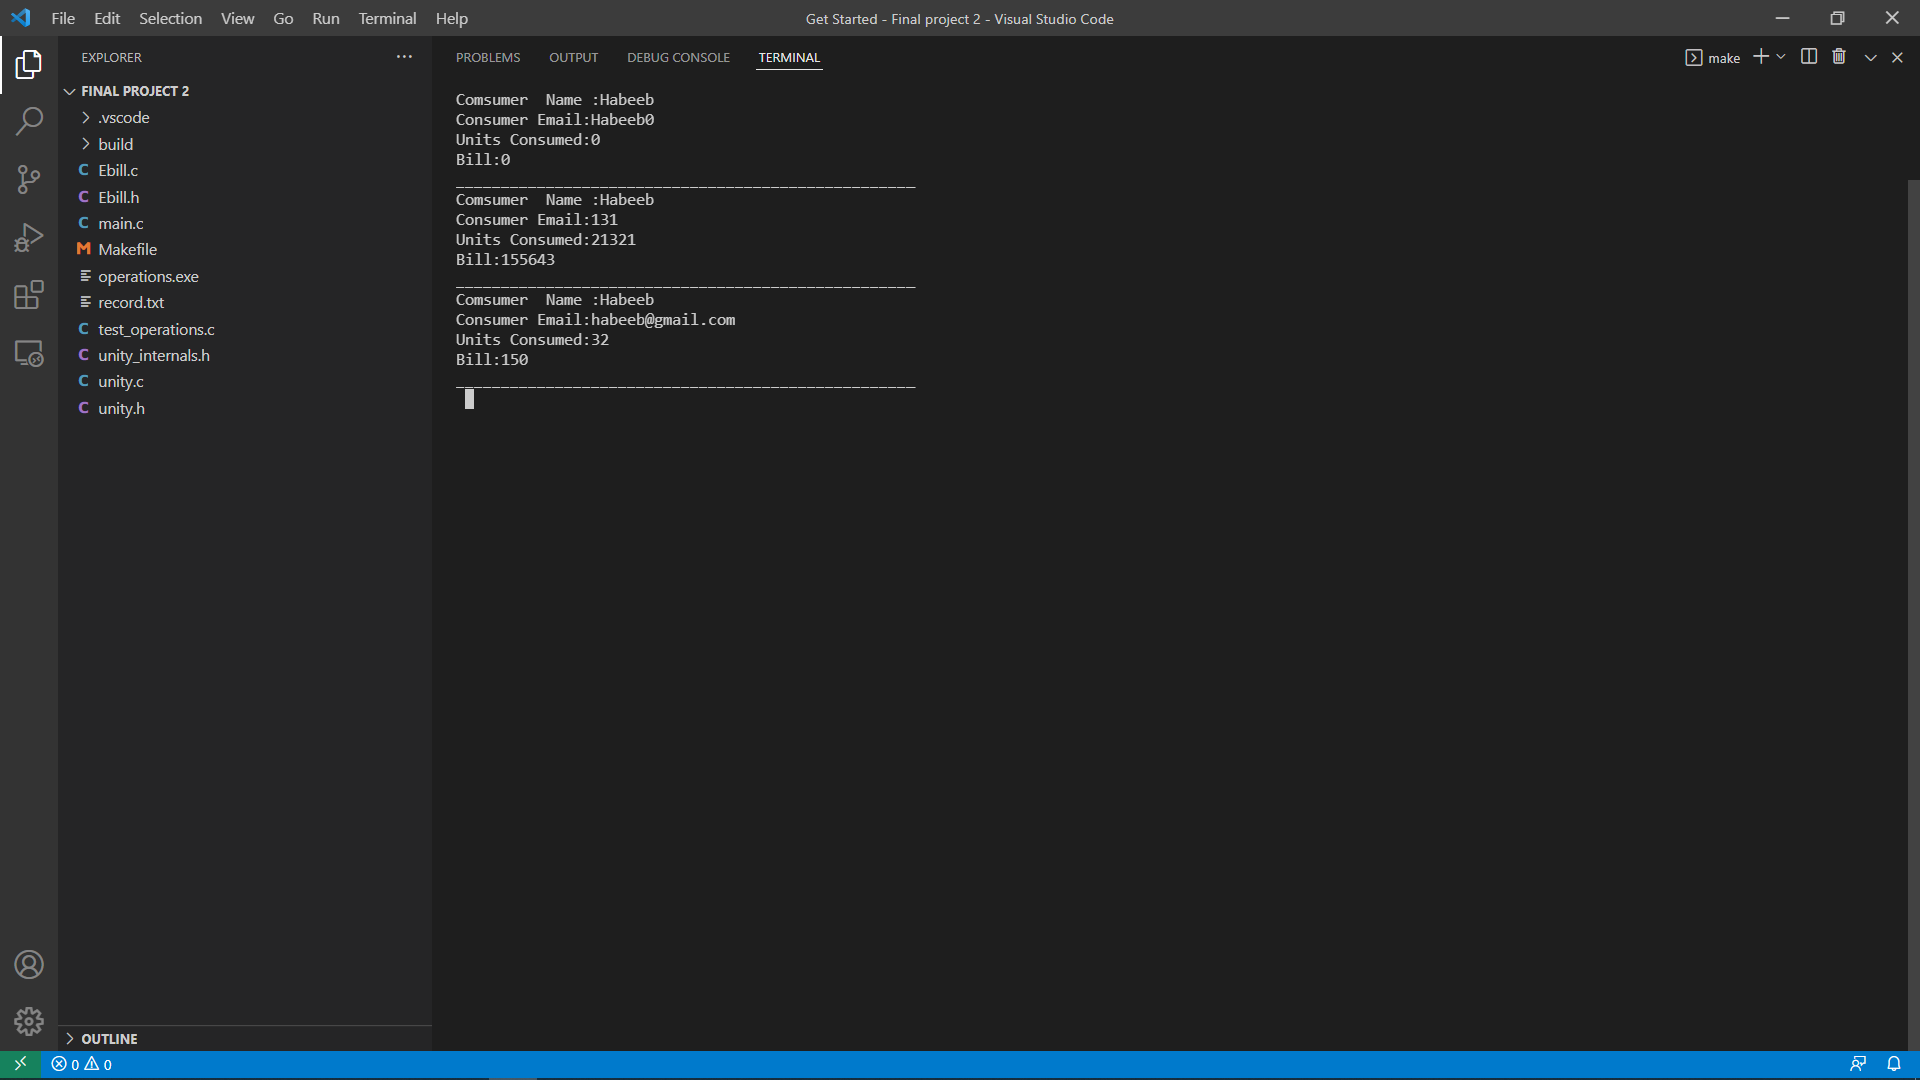 File Edit Selection View Go Run Terminal Help
Get Started - Final project 2 - Visual Studio Code
EXPLORER
PROBLEMS OUTPUT DEBUG CONSOLE TERMINAL
make
FINAL PROJECT 2
.vscode
build
C Ebill.c
C Ebill.h
C main.c
M Makefile
operations.exe
record.txt
C test_operations.c
C unity_internals.h
C unity.c
C unity.h
Comsumer  Name :Habeeb
Consumer Email:Habeeb0
Units Consumed:0
Bill:0
___________________________________________________
Comsumer  Name :Habeeb
Consumer Email:131
Units Consumed:21321
Bill:155643
___________________________________________________
Comsumer  Name :Habeeb
Consumer Email:habeeb@gmail.com
Units Consumed:32
Bill:150
___________________________________________________
OUTLINE
0 0